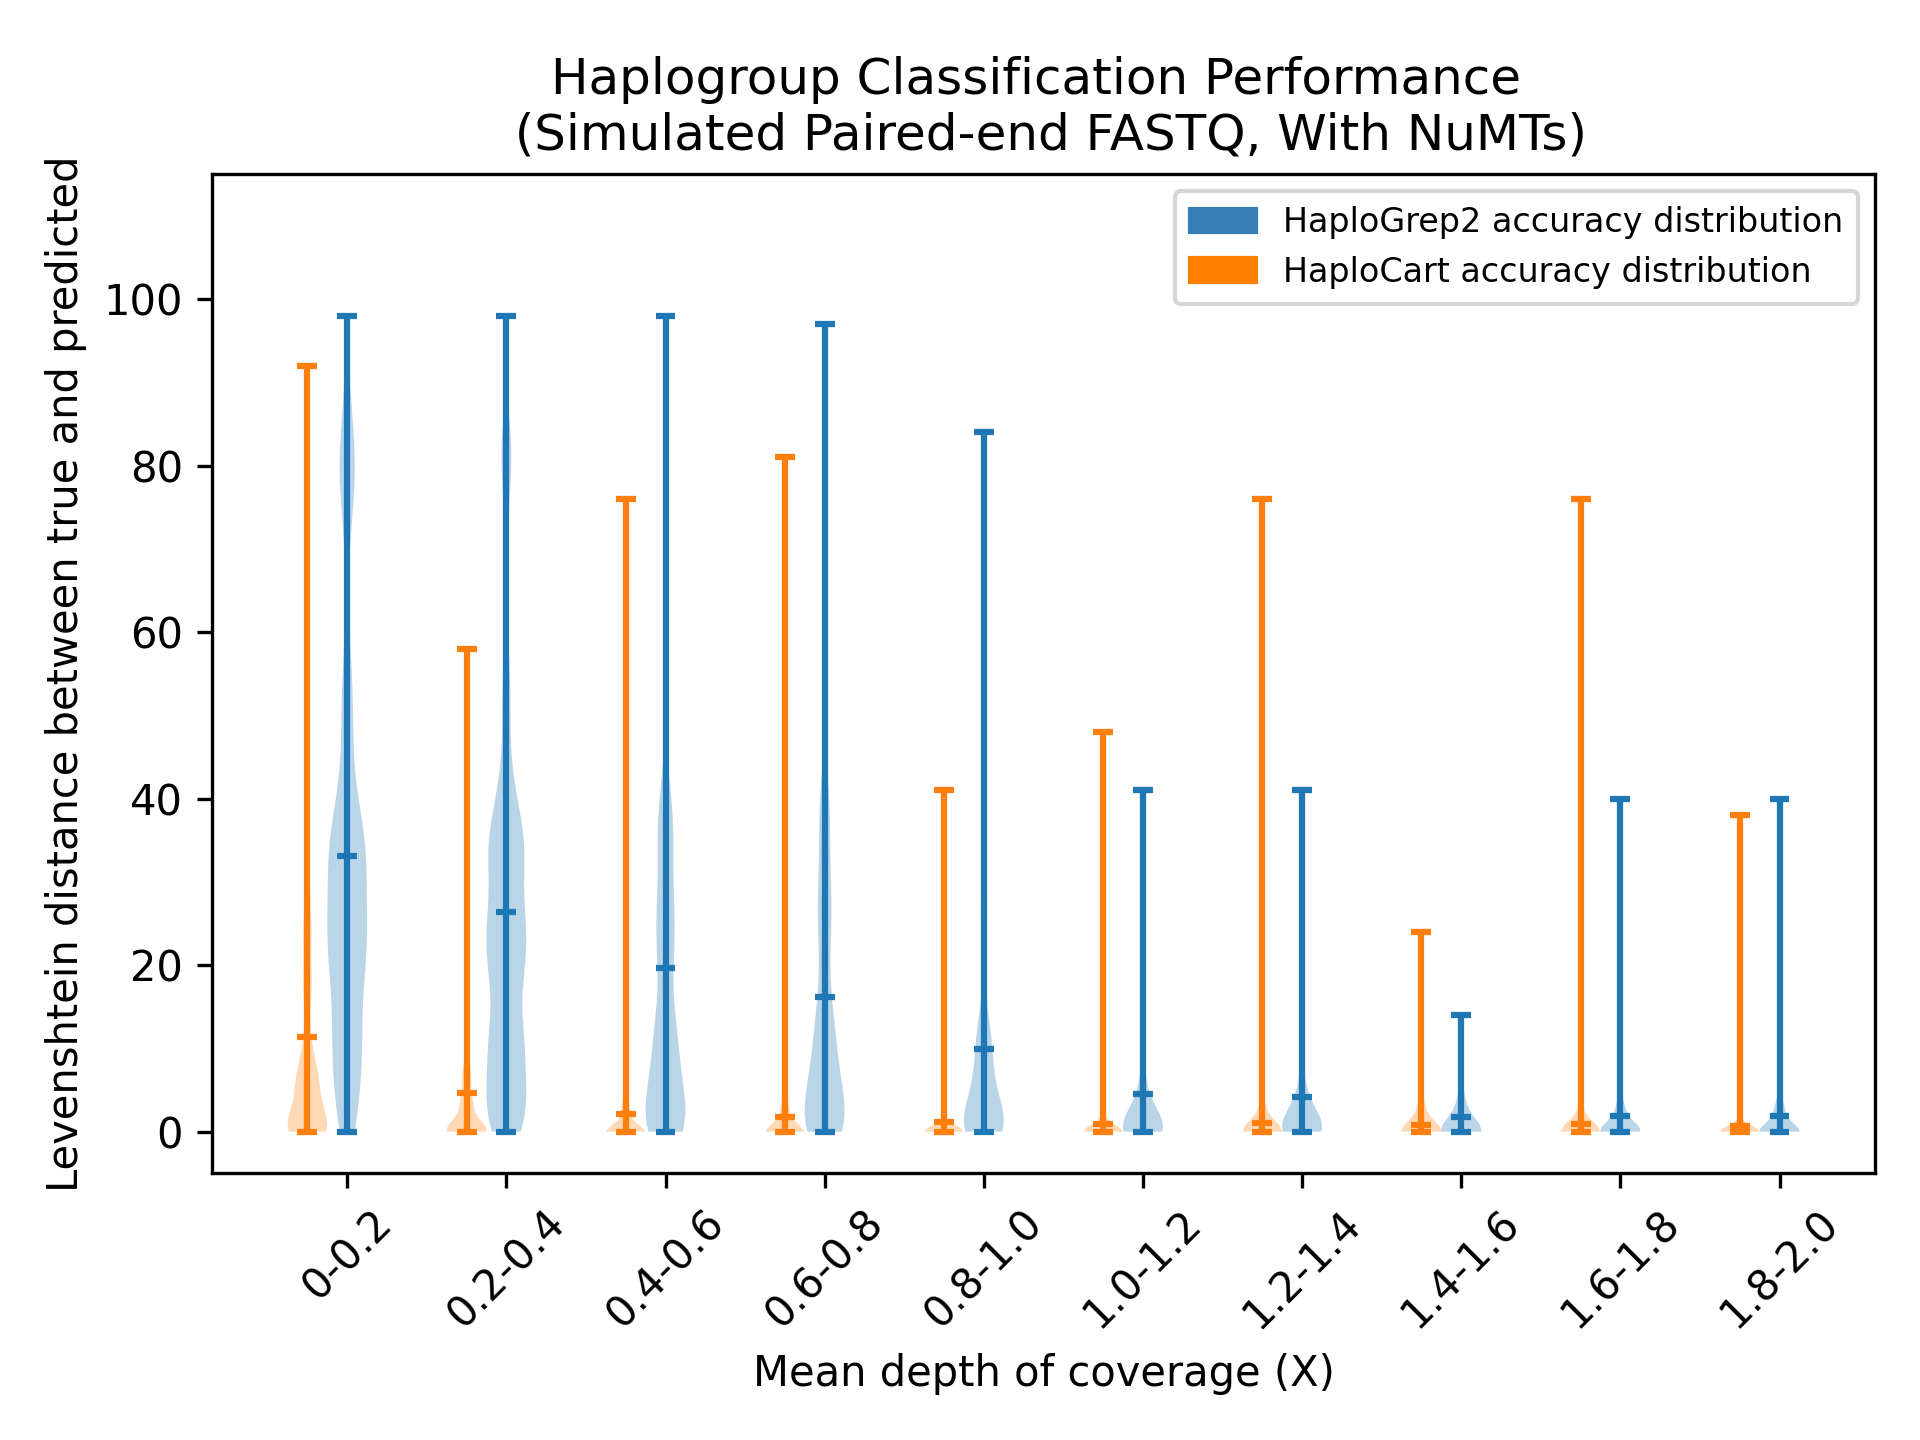 Haplogroup Classification Performance
(Simulated Paired-end FASTQ, With NuMTs)
HaploGrep2 accuracy distribution
HaploCart accuracy distribution
Levenshtein distance between true and predicted
100
80
60
40
20
0
0-0.2
0.2-0.4
0.4-0.6
0.6-0.8
0.8-1.0
1.0-1.2
1.2-1.4
1.4-1.6
1.6-1.8
1.8-2.0
Mean depth of coverage (X)